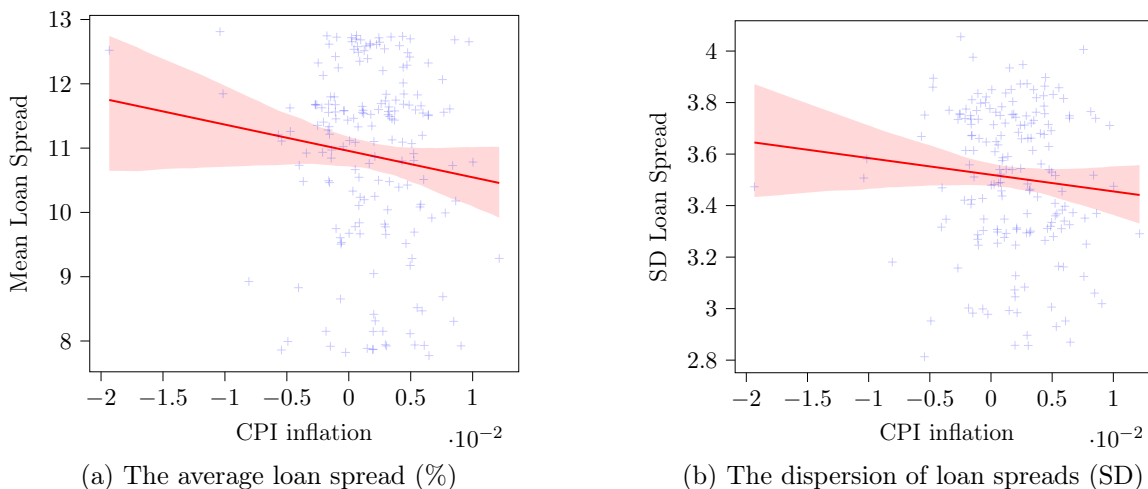 13
12
11
10
9
8
Mean Loan Spread
−2 −1.5 −1 −0.5 0 0.5 1
CPI inflation
·10−2
(a) The average loan spread (%)
4
3.8
3.6
3.4
3.2
3
2.8
SD Loan Spread
−2 −1.5 −1 −0.5 0 0.5 1
CPI inflation
·10−2
(b) The dispersion of loan spreads (SD)